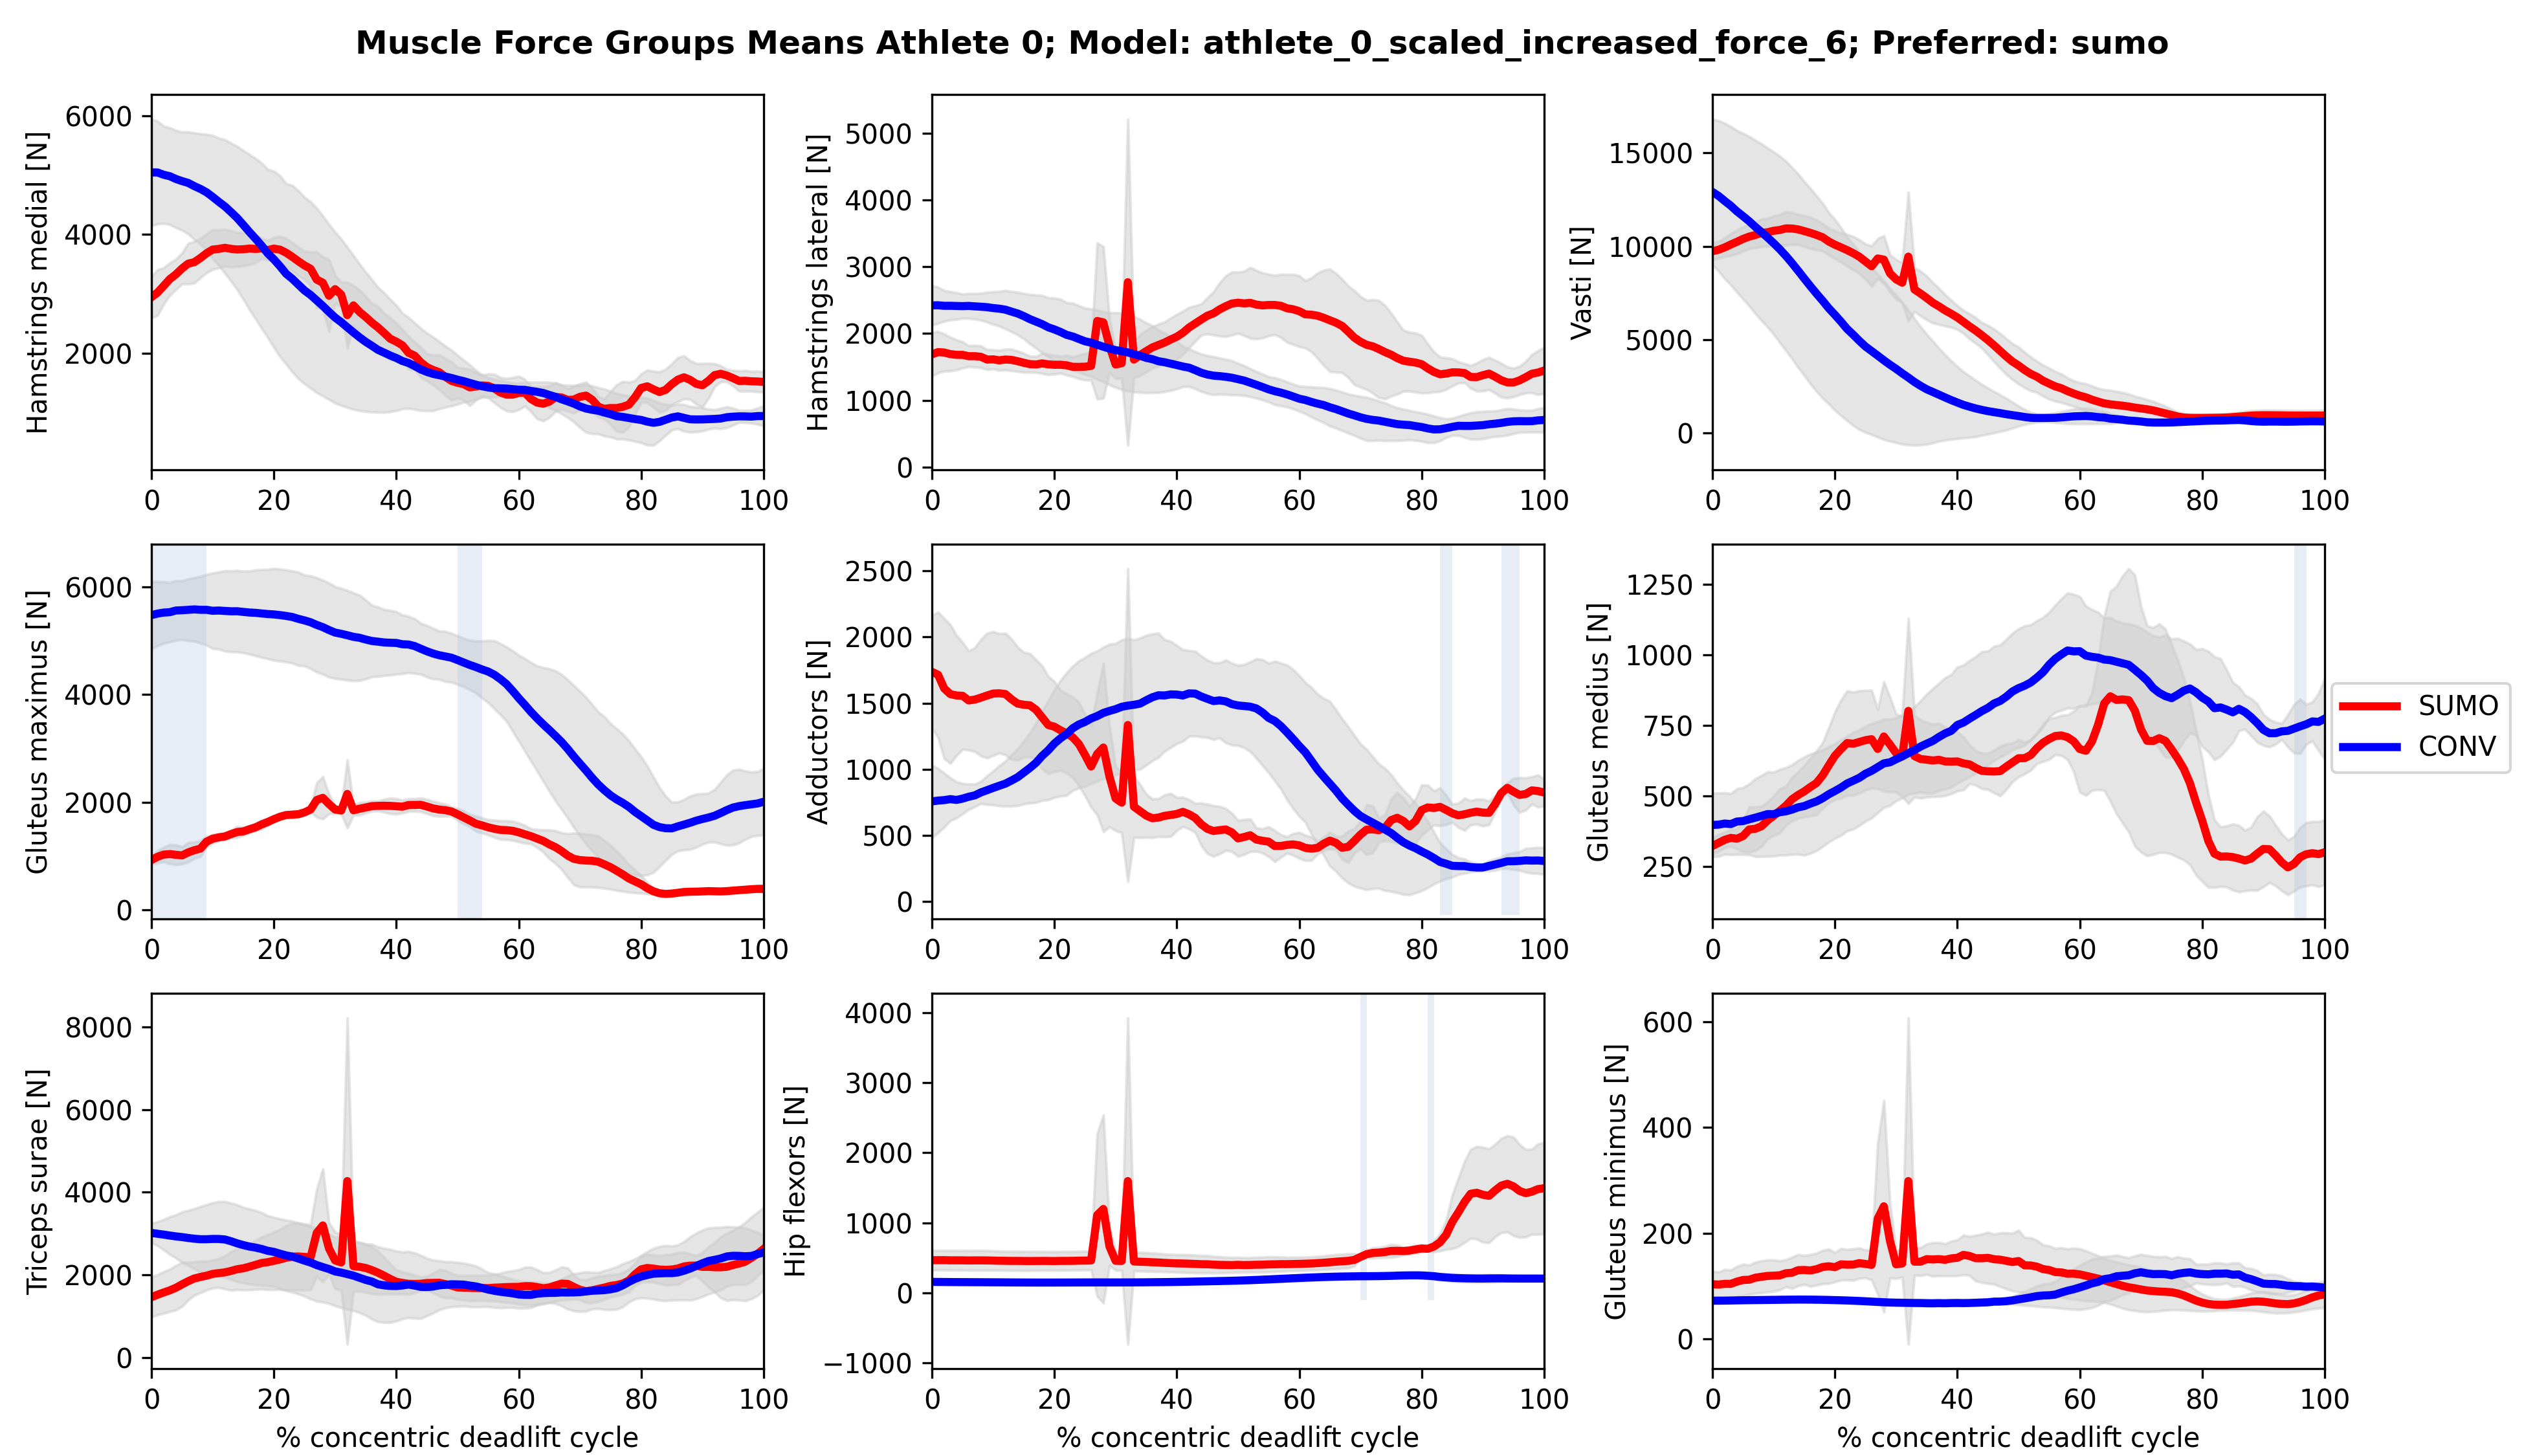 Muscle Force Groups Means Athlete 0; Model: athlete_0_scaled_increased_force_6; Preferred: sumo
Hamstrings medial [N]
6000
4000
2000
0 20 40 60 80 100
Hamstrings lateral [N]
5000
4000
3000
2000
1000
0
0 20 40 60 80 100
Vasti [N]
15000
10000
5000
0
0 20 40 60 80 100
Gluteus maximus [N]
6000
4000
2000
0
0 20 40 60 80 100
Adductors [N]
2500
2000
1500
1000
500
0
0 20 40 60 80 100
Gluteus medius [N]
1250
1000
750
500
250
0 20 40 60 80 100
SUMO
CONV
Triceps surae [N]
8000
6000
4000
2000
0
0 20 40 60 80 100
% concentric deadlift cycle
Hip flexors [N]
4000
3000
2000
1000
0
−1000
0 20 40 60 80 100
% concentric deadlift cycle
Gluteus minimus [N]
600
400
200
0
0 20 40 60 80 100
% concentric deadlift cycle